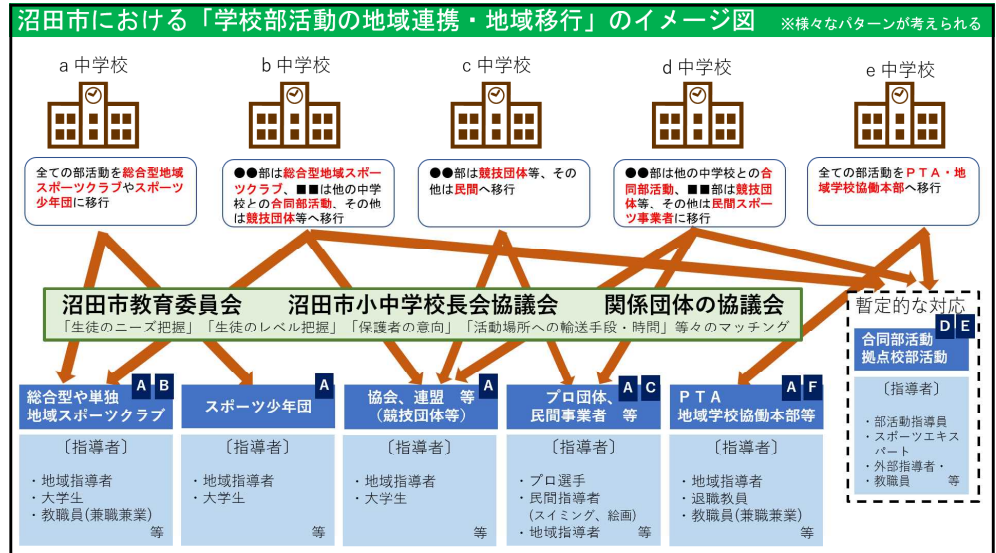 沼田市における「学校部活動の地域連携・地域移行」のイメージ図 ※様々なパターンが考えられる
a中学校
全ての部活動を総合型地域
スポーツクラブやスポーツ
少年団に移行
b中学校
●●部は総合型地域スポー
ツクラブ、■■は他の中学
校との合同部活動、その他
は競技団体等へ移行
c中学校
●●部は競技団体等、その
他は民間へ移行
d中学校
●●部は他の中学校との合
同部活動、■■部は競技団
体等、その他は民間スポー
ツ事業者に移行
e中学校
全ての部活動をPTA・地
域学校協働本部へ移行
沼田市教育委員会 沼田市小中学校長会協議会 関係団体の協議会
「生徒のニーズ把握」「生徒のレベル把握」「保護者の意向」「活動場所への輸送手段・時間」等々のマッチング
総合型や単独
地域スポーツクラブ
A B
〔指導者〕
・地域指導者
・大学生
・教職員(兼職兼業)
等
スポーツ少年団
A
〔指導者〕
・地域指導者
・大学生
等
協会、連盟 等
(競技団体等)
A
〔指導者〕
・地域指導者
・大学生
等
プロ団体、
民間事業者 等
A C
〔指導者〕
・プロ選手
・民間指導者
(スイミング、絵画)
・地域指導者 等
PTA
地域学校協働本部等
A F
〔指導者〕
・地域指導者
・退職教員
・教職員(兼職兼業)
等
暫定的な対応
D E
合同部活動
拠点校部活動
〔指導者〕
・部活動指導員
・スポーツエキス
パート
・外部指導者・
・教職員 等